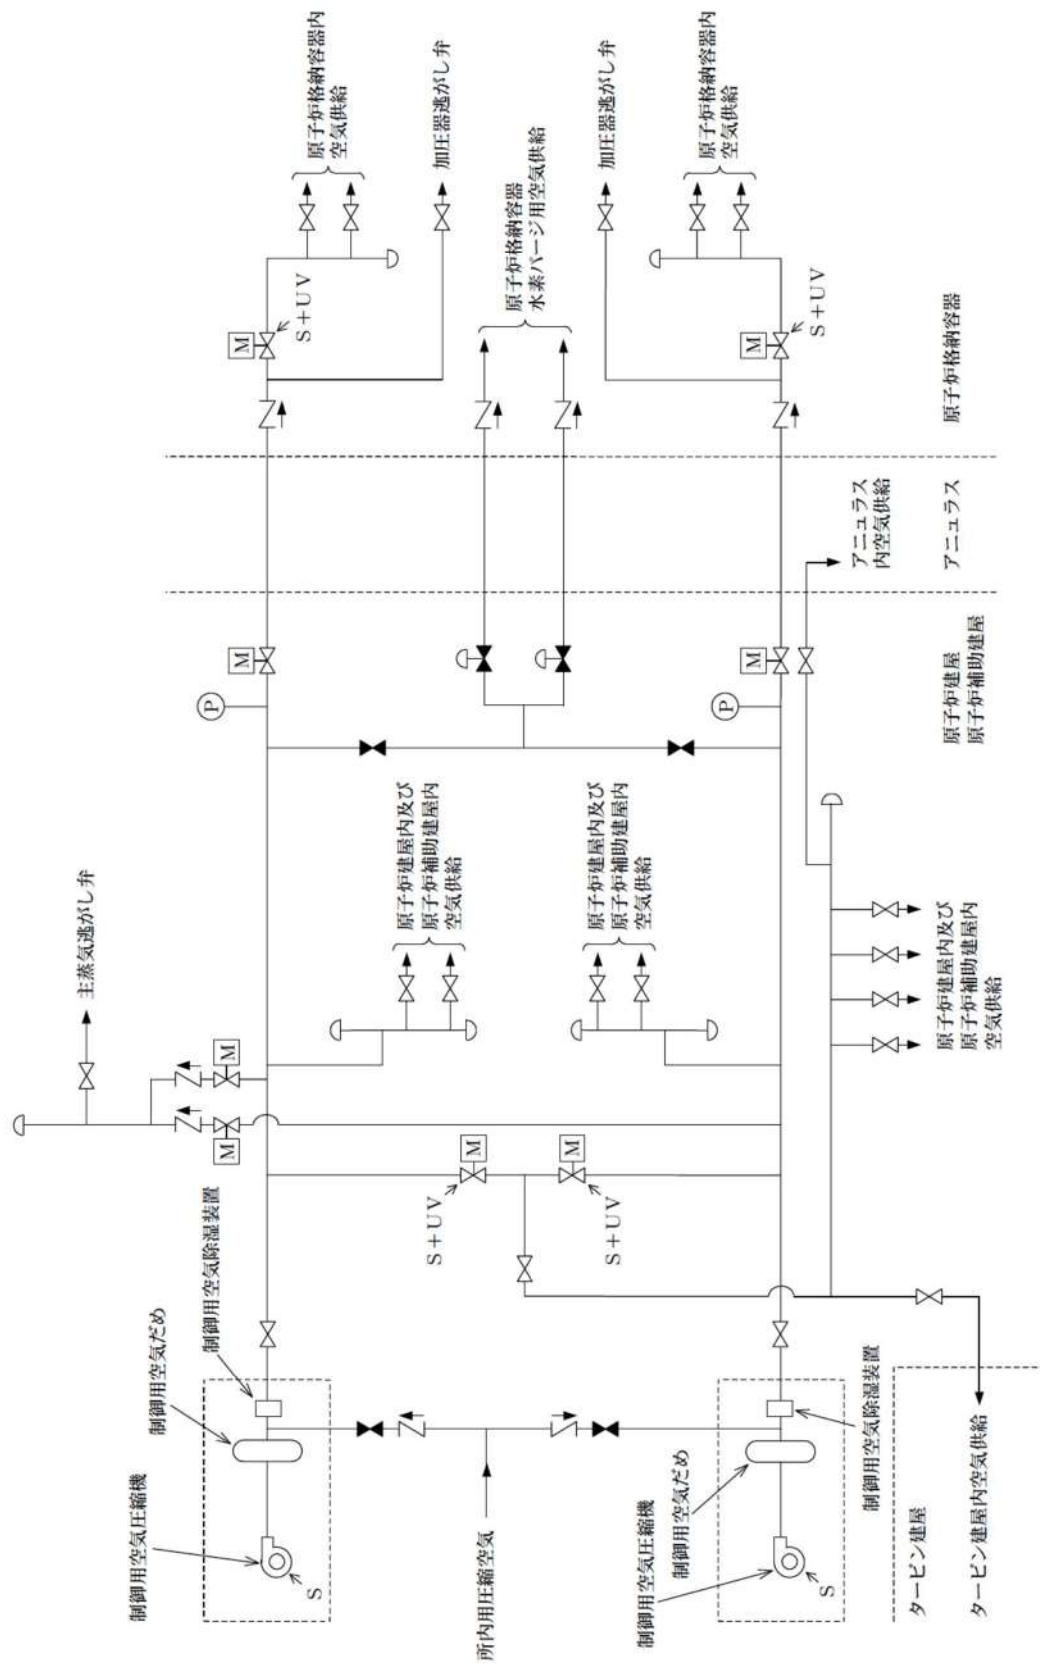 原子炉格納容器内
空気供給
加圧器逃がし弁
原子炉格納容器
水素パージ用空気供給
加圧器逃がし弁
原子炉格納容器内
空気供給
M
S+UV
M
S+UV
原子炉格納容器
アニュラス
内空気供給
アニュラス
M
P
M
P
原子炉建屋
原子炉補助建屋
主蒸気逃がし弁
原子炉建屋内及び
原子炉補助建屋内
空気供給
原子炉建屋内及び
原子炉補助建屋内
空気供給
原子炉建屋内及び
原子炉補助建屋内
空気供給
M
M
M
S+UV
M
S+UV
制御用空気除湿装置
制御用空気だめ
制御用空気圧縮機
S
所内用圧縮空気
制御用空気圧縮機
制御用空気だめ
制御用空気除湿装置
S
タービン建屋
タービン建屋内空気供給